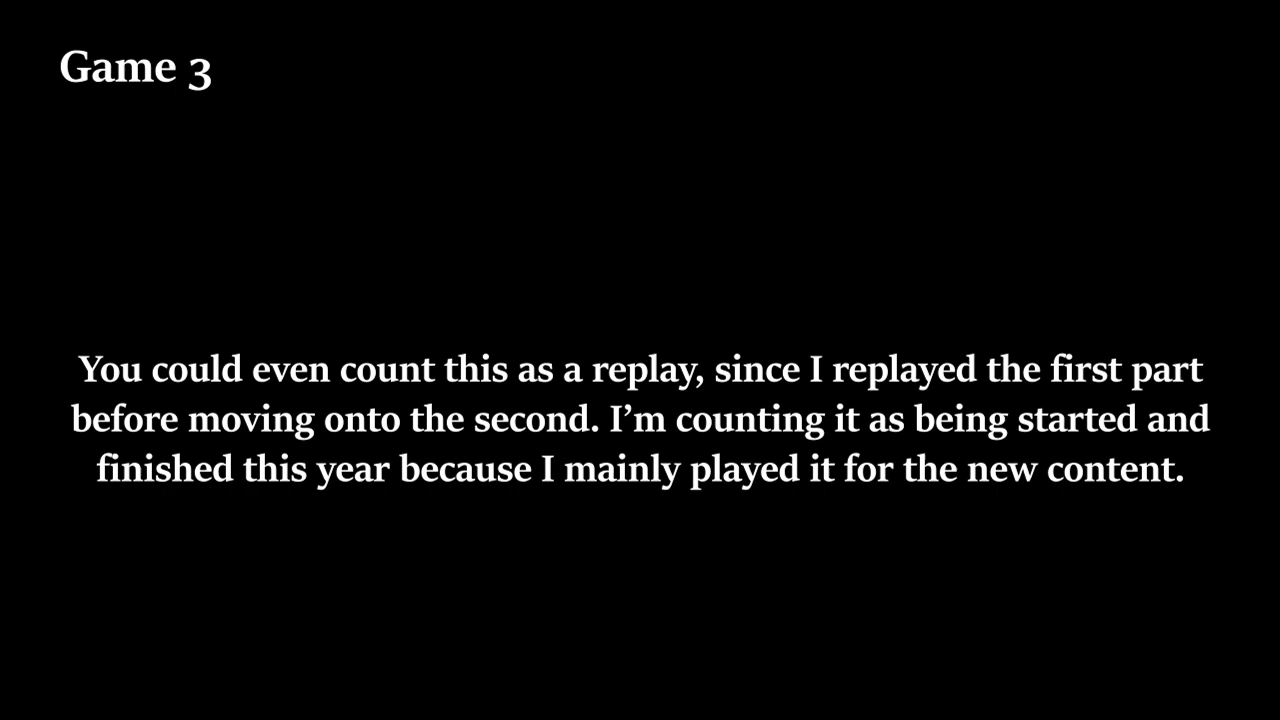 Game 3
You could even count this as a replay, since I replayed the first part
before moving onto the second. I’m counting it as being started and
finished this year because I mainly played it for the new content.